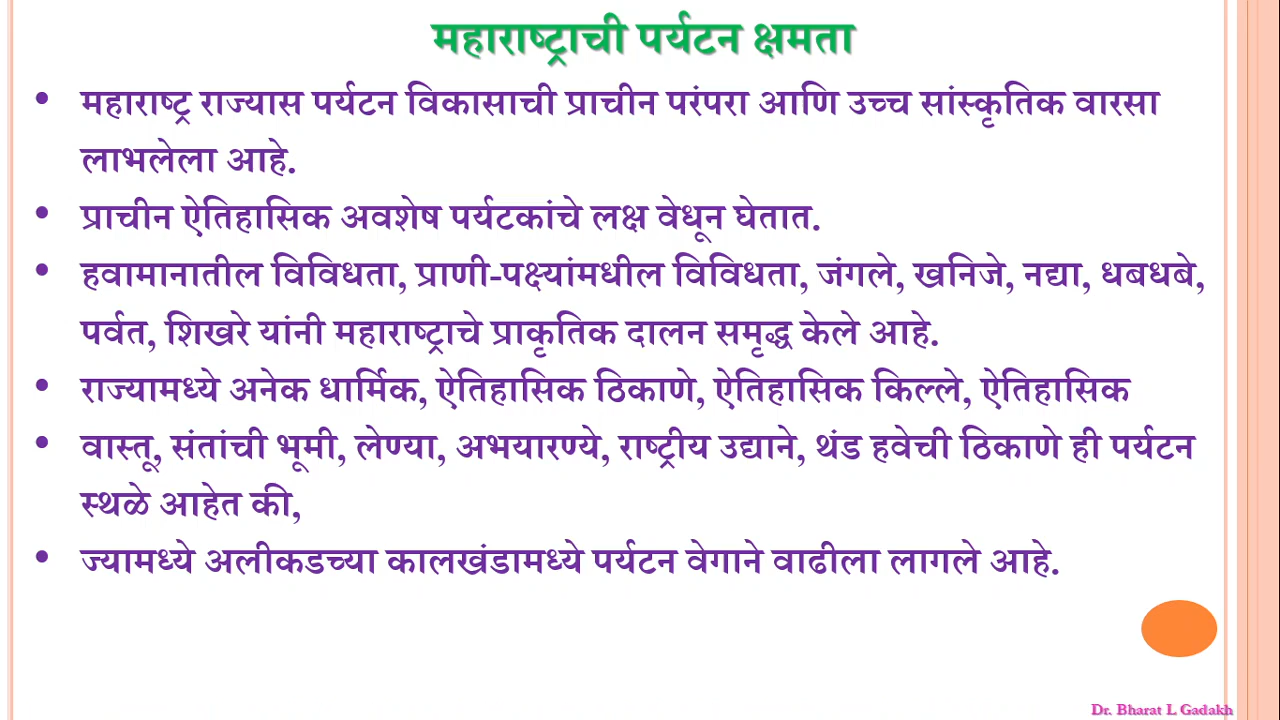 महाराष्ट्राची पर्यटन क्षमता
• महाराष्ट्र राज्यास पर्यटन विकासाची प्राचीन परंपरा आणि उच्च सांस्कृतिक वारसा
लाभलेला आहे.
• प्राचीन ऐतिहासिक अवशेष पर्यटकांचे लक्ष वेधून घेतात.
• हवामानातील विविधता, प्राणी-पक्ष्यांमधील विविधता, जंगले, खनिजे, नद्या, धबधबे,
पर्वत, शिखरे यांनी महाराष्ट्राचे प्राकृतिक दालन समृद्ध केले आहे.
• राज्यामध्ये अनेक धार्मिक, ऐतिहासिक ठिकाणे, ऐतिहासिक किल्ले, ऐतिहासिक
• वास्तू, संतांची भूमी, लेण्या, अभयारण्ये, राष्ट्रीय उद्याने, थंड हवेची ठिकाणे ही पर्यटन
स्थळे आहेत की,
• ज्यामध्ये अलीकडच्या कालखंडामध्ये पर्यटन वेगाने वाढीला लागले आहे.
Dr. Bharat L Gadakh